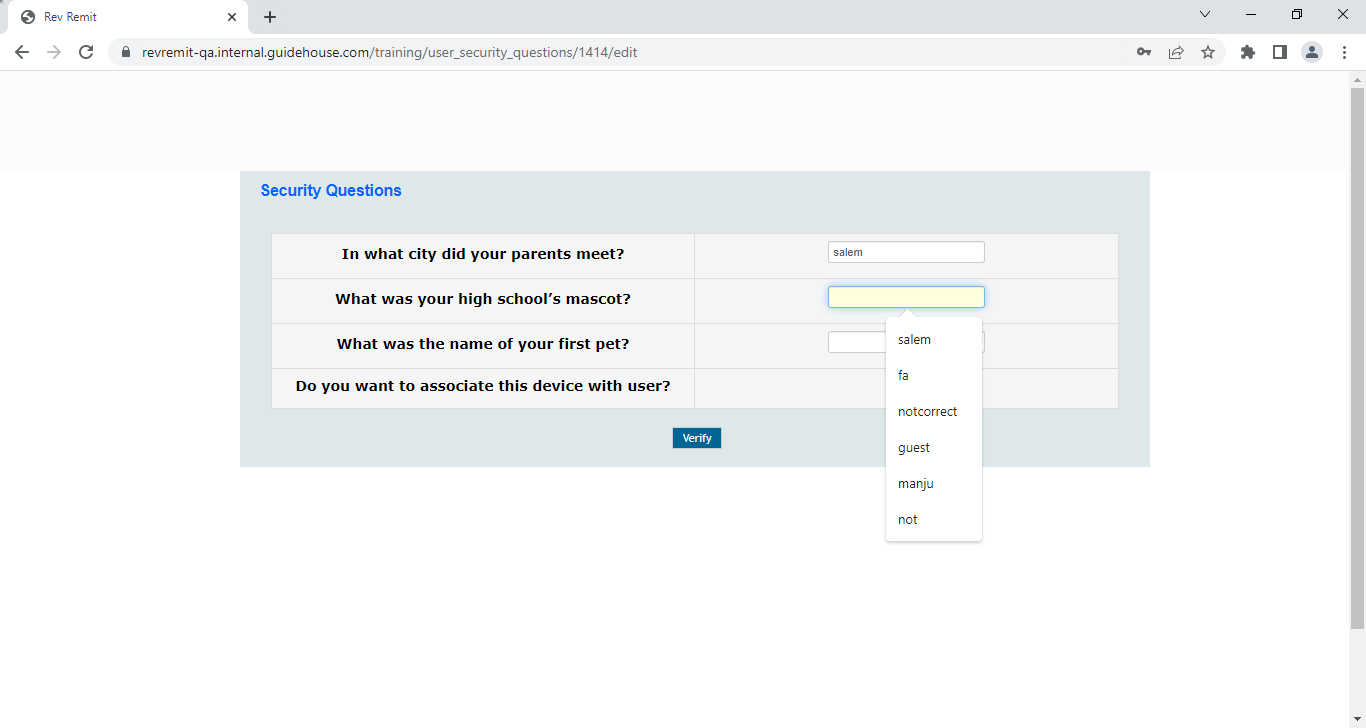 Rev Remit
revremit-qa.internal.guidehouse.com/training/user_security_questions/1414/edit
Security Questions
In what city did your parents meet?
salem
What was your high school’s mascot?
What was the name of your first pet?
Do you want to associate this device with user?
salem
fa
notcorrect
guest
manju
not
Verify